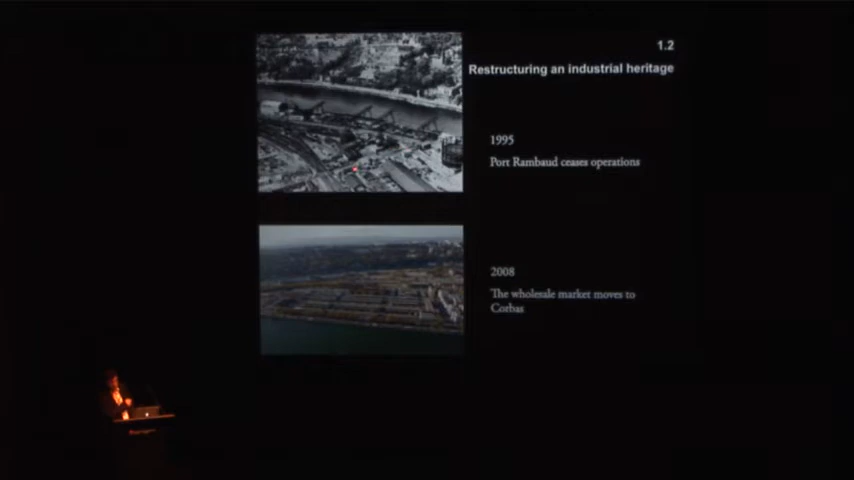 1.2
Restructuring an industrial heritage
1995
Port Rambaud ceases operations
2008
The wholesale market moves to
Corbas